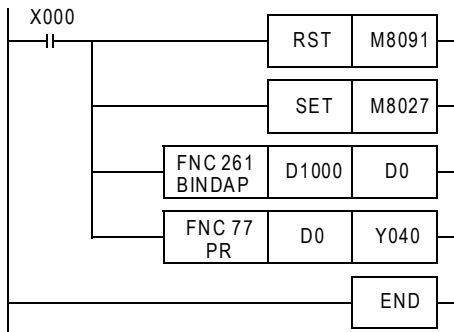 X000
RST M8091
SET M8027
FNC 261
BINDAP D1000 D0
FNC 77
PR D0 Y040
END